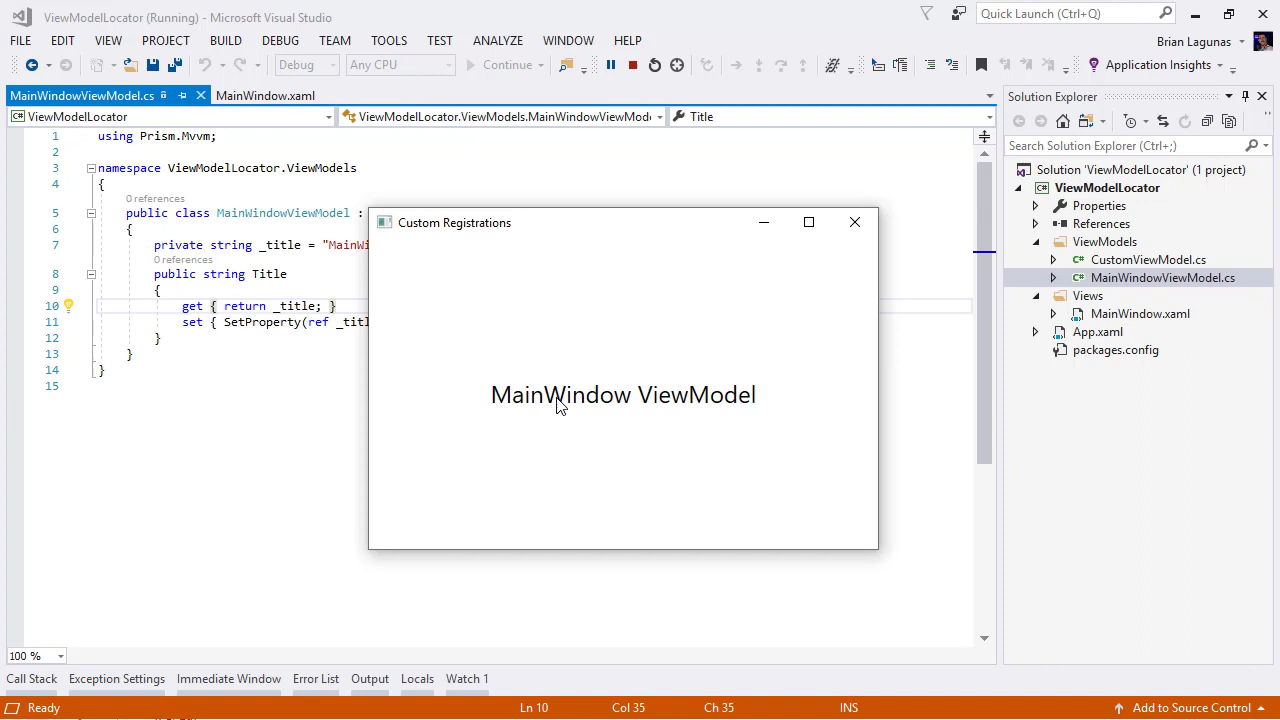 ViewModelLocator (Running) - Microsoft Visual Studio
Quick Launch (Ctrl+Q)
FILE EDIT VIEW PROJECT BUILD DEBUG TEAM TOOLS TEST ANALYZE WINDOW HELP
Brian Lagunas
Debug Any CPU Continue Application Insights
MainWindowViewModel.cs MainWindow.xaml
ViewModelLocator ViewModelLocator.ViewModels.MainWindowViewMode Title
1 using Prism.Mvvm;
2
3 namespace ViewModelLocator.ViewModels
4 {
0 references
5 public class MainWindowViewModel :
6 {
7 private string _title = "MainWi
0 references
8 public string Title
9 {
10 get { return _title; }
11 set { SetProperty(ref _titl
12 }
13 }
14 }
15
Custom Registrations
MainWindow ViewModel
100 %
Solution Explorer
Search Solution Explorer (Ctrl+;)
Solution 'ViewModelLocator' (1 project)
ViewModelLocator
Properties
References
ViewModels
CustomViewModel.cs
MainWindowViewModel.cs
Views
MainWindow.xaml
App.xaml
packages.config
Call Stack Exception Settings Immediate Window Error List Output Locals Watch 1
Ready Ln 10 Col 35 Ch 35 INS Add to Source Control